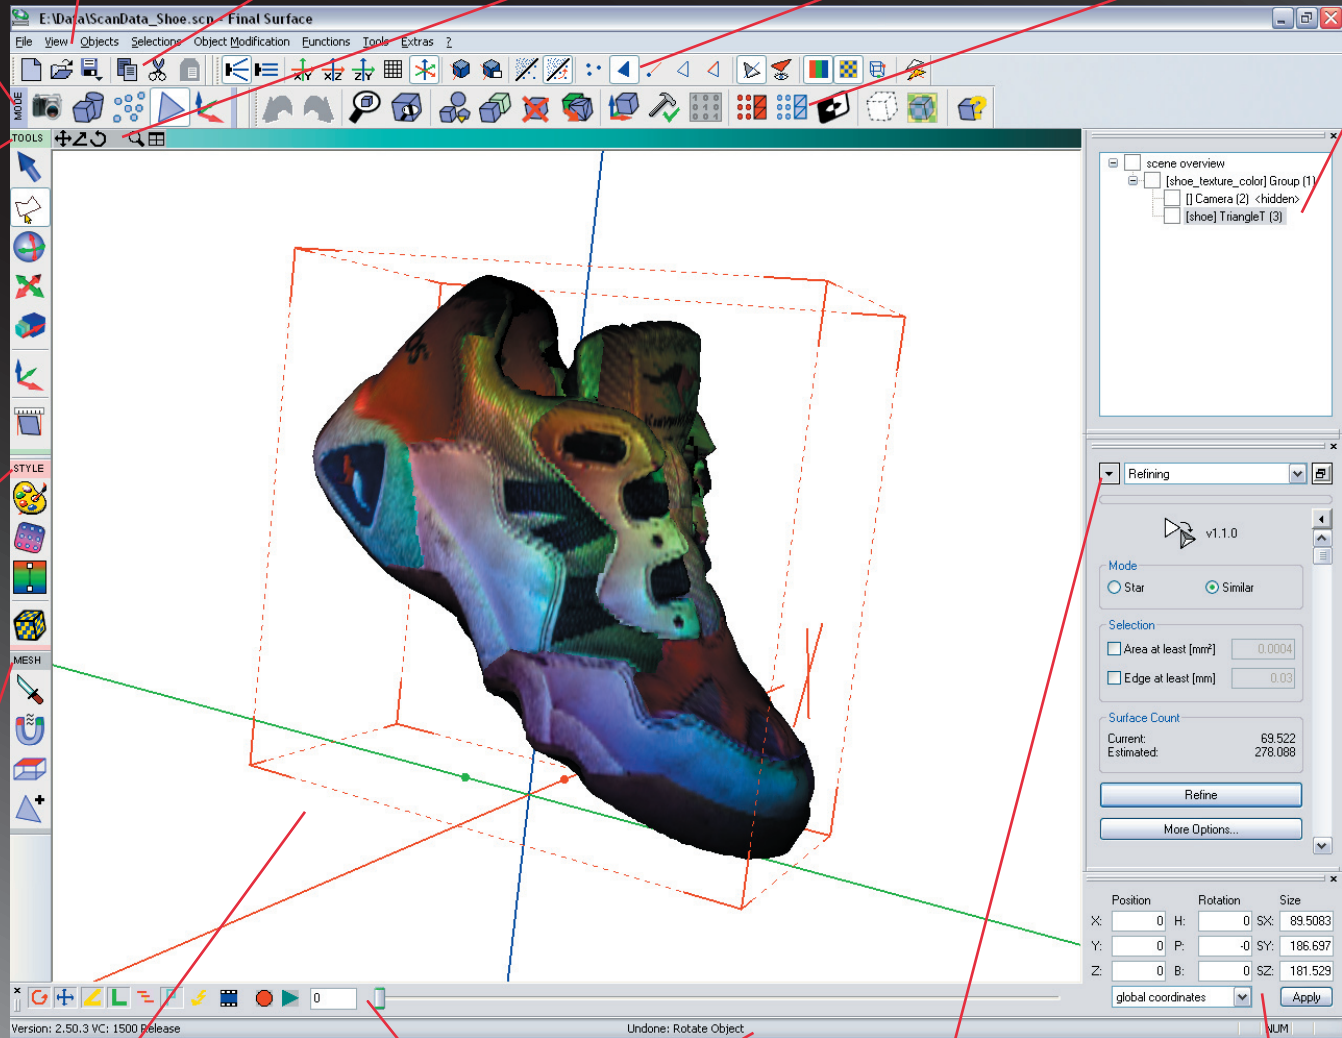 E:\Data\ScanData_Shoe.scn - Final Surface
File View Objects Selections Object Modification Functions Tools Extras ?
X/Y X/Z Z/Y
MODE
TOOLS
scene overview
[shoe_texture_color] Group (1)
[] Camera (2) <hidden>
[shoe] TriangleT (3)
STYLE
Refining
v1.1.0
Mode
Star Similar
Selection
Area at least [mm²] 0.0004
Edge at least [mm] 0.03
MESH
Surface Count
Current: 69.522
Estimated: 278.088
Refine
More Options...
Position Rotation Size
X: 0 H: 0 SX: 89.5083
Y: 0 P: -0 SY: 186.697
Z: 0 B: 0 SZ: 181.529
global coordinates Apply
0
Version: 2.50.3 VC: 1500 Release Undone: Rotate Object NUM